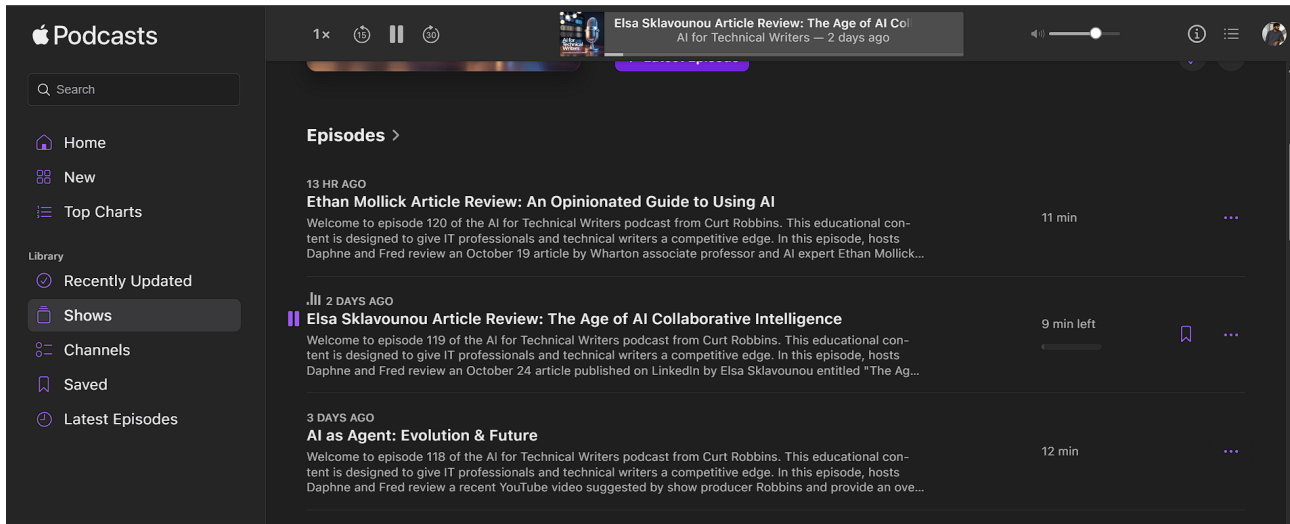 Podcasts
Search
Home
New
Top Charts
Library
Recently Updated
Shows
Channels
Saved
Latest Episodes
1×
15
30
AI for
Technical
Writers
Elsa Sklavounou Article Review: The Age of AI Col
AI for Technical Writers — 2 days ago
Latest Episode
Episodes
13 HR AGO
Ethan Mollick Article Review: An Opinionated Guide to Using AI
Welcome to episode 120 of the AI for Technical Writers podcast from Curt Robbins. This educational con-
tent is designed to give IT professionals and technical writers a competitive edge. In this episode, hosts
Daphne and Fred review an October 19 article by Wharton associate professor and AI expert Ethan Mollick...
11 min
2 DAYS AGO
Elsa Sklavounou Article Review: The Age of AI Collaborative Intelligence
Welcome to episode 119 of the AI for Technical Writers podcast from Curt Robbins. This educational con-
tent is designed to give IT professionals and technical writers a competitive edge. In this episode, hosts
Daphne and Fred review an October 24 article published on LinkedIn by Elsa Sklavounou entitled "The Ag...
9 min left
3 DAYS AGO
AI as Agent: Evolution & Future
Welcome to episode 118 of the AI for Technical Writers podcast from Curt Robbins. This educational con-
tent is designed to give IT professionals and technical writers a competitive edge. In this episode, hosts
Daphne and Fred review a recent YouTube video suggested by show producer Robbins and provide an ove...
12 min